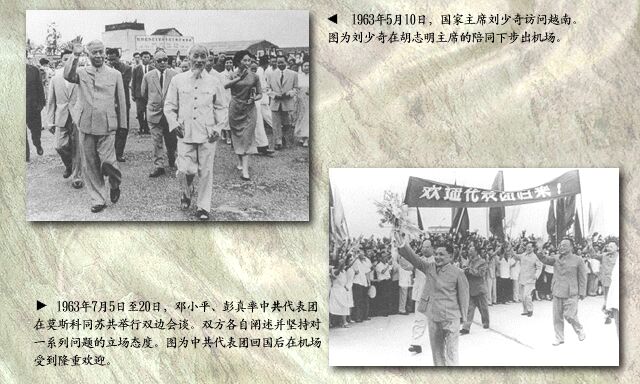 ◀ 1963年5月10日，国家主席刘少奇访问越南。
图为刘少奇在胡志明主席的陪同下步出机场。
欢迎代表团归来！
▶ 1963年7月5日至20日，邓小平、彭真率中共代表团
在莫斯科同苏共举行双边会谈。双方各自阐述并坚持对
一系列问题的立场态度。图为中共代表团回国后在机场
受到隆重欢迎。